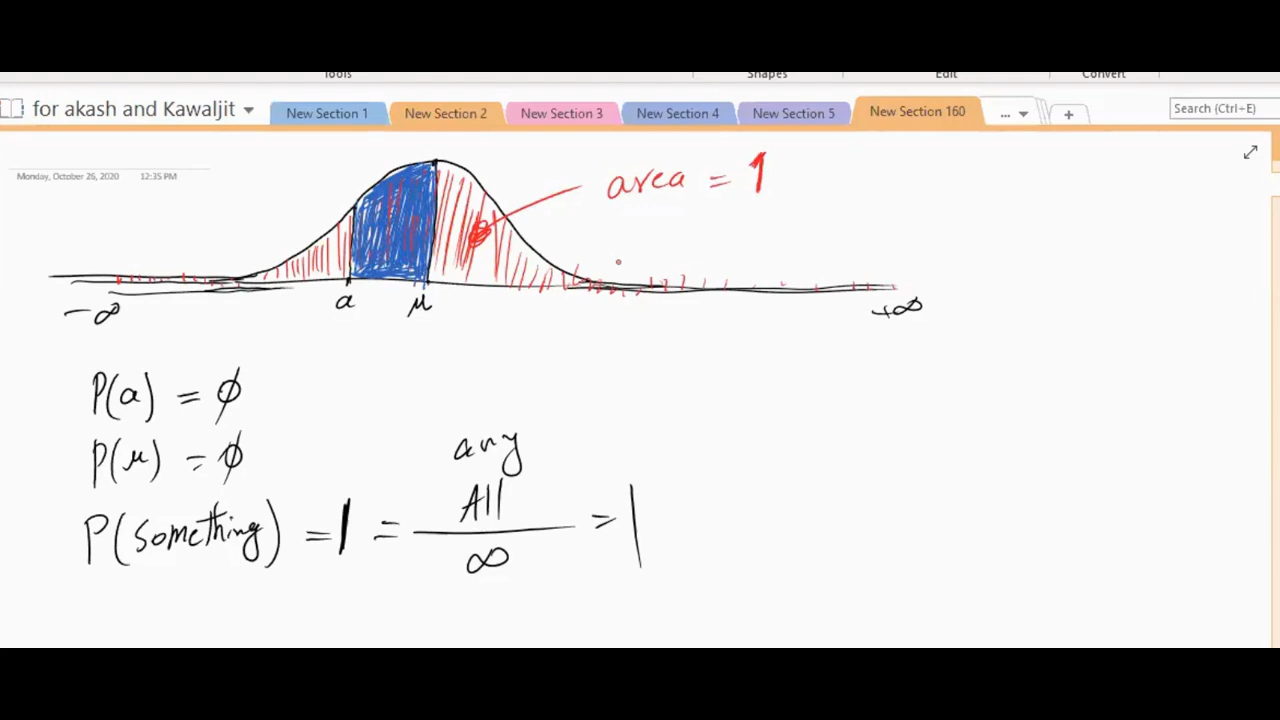 Tools Shapes Edit Convert
for akash and Kawaljit
New Section 1 New Section 2 New Section 3 New Section 4 New Section 5 New Section 160 ... Search (Ctrl+E)
Monday, October 26, 2020 12:35 PM
area = 1
a μ
-∞ +∞
P(a) = ϕ
P(μ) = ϕ
any
P(something) = 1 = All / ∞ = 1